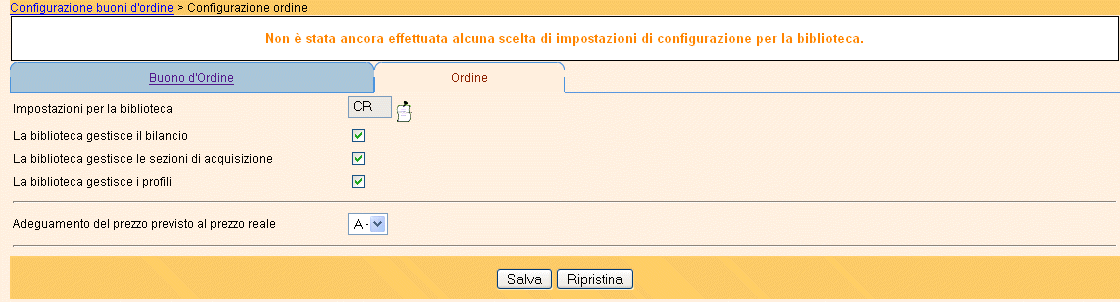 Configurazione buoni d'ordine > Configurazione ordine
Non è stata ancora effettuata alcuna scelta di impostazioni di configurazione per la biblioteca.
Buono d'Ordine Ordine
Impostazioni per la biblioteca CR
La biblioteca gestisce il bilancio
La biblioteca gestisce le sezioni di acquisizione
La biblioteca gestisce i profili
Adeguamento del prezzo previsto al prezzo reale A -
Salva Ripristina